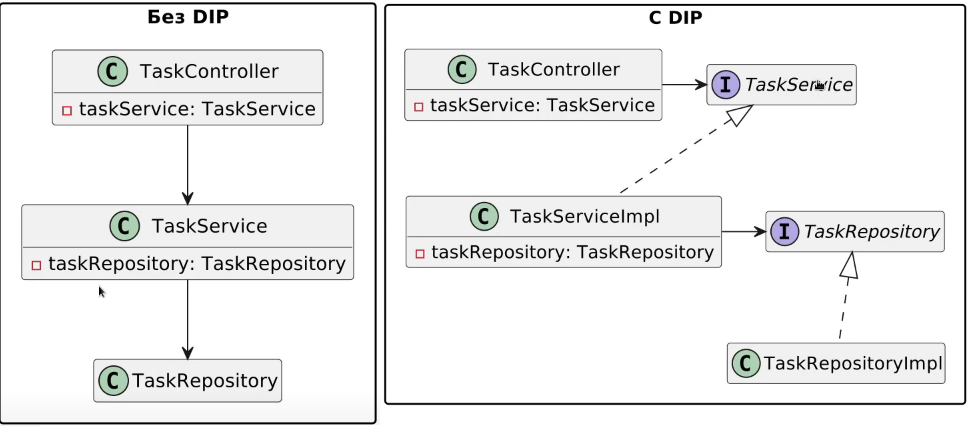 Без DIP
C TaskController
taskService: TaskService
C TaskService
taskRepository: TaskRepository
C TaskRepository
С DIP
C TaskController
I TaskService
taskService: TaskService
C TaskServiceImpl
I TaskRepository
taskRepository: TaskRepository
C TaskRepositoryImpl